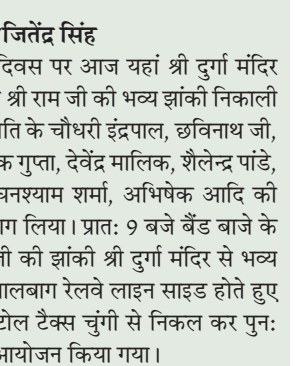 जितेंद्र सिंह
दिवस पर आज यहां श्री दुर्गा मंदिर
श्री राम जी की भव्य झांकी निकाली
के चौधरी इंद्रपाल, छविनाथ जी,
गुप्ता, देवेंद्र मालिक, शैलेन्द्र पांडे,
घनश्याम शर्मा, अभिषेक आदि की
लिया। प्रात: 9 बजे बैंड बाजे के
की झांकी श्री दुर्गा मंदिर से भव्य
लालबाग रेलवे लाइन साइड होते हुए
टोल टैक्स चुंगी से निकल कर पुन:
आयोजन किया गया।